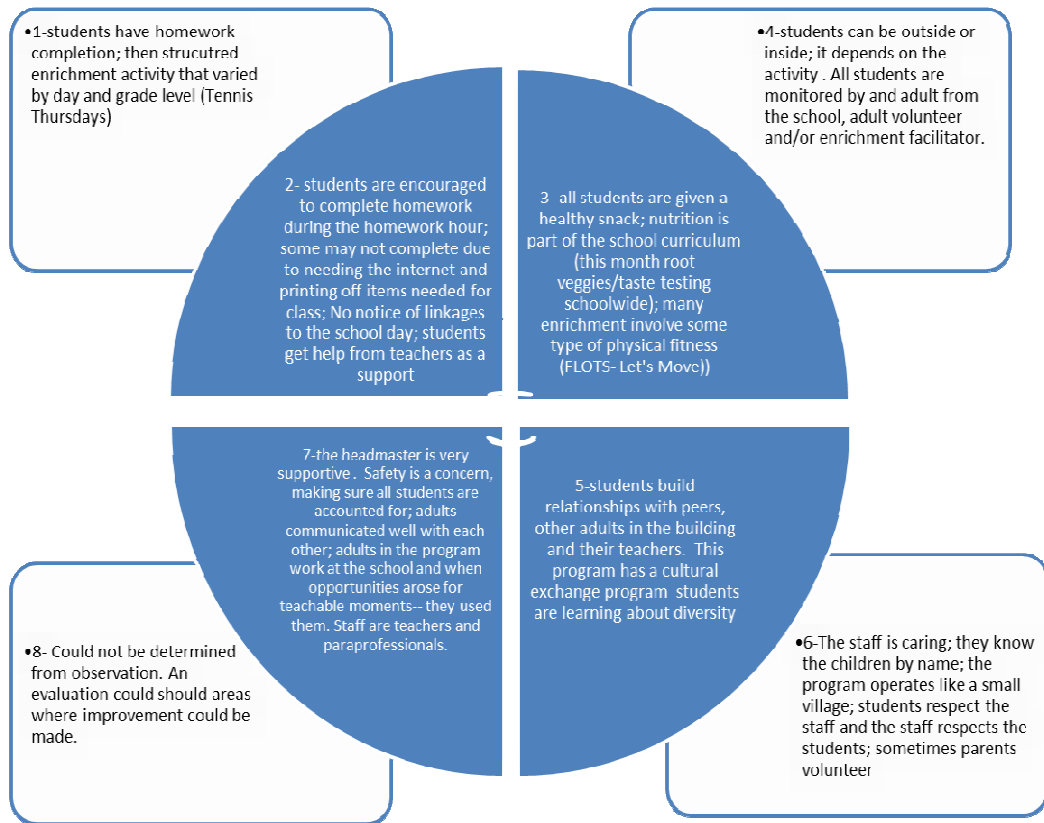 •1-students have homework
completion; then strucutred
enrichment activity that varied
by day and grade level (Tennis
Thursdays)
•4-students can be outside or
inside; it depends on the
activity . All students are
monitored by and adult from
the school, adult volunteer
and/or enrichment facilitator.
2- students are encouraged
to complete homework
during the homework hour;
some may not complete due
to needing the internet and
printing off items needed for
class; No notice of linkages
to the school day; students
get help from teachers as a
support
3- all students are given a
healthy snack; nutrition is
part of the school curriculum
(this month root
veggies/taste testing
schoolwide); many
enrichment involve some
type of physical fitness
(FLOTS- Let's Move))
7-the headmaster is very
supportive . Safety is a concern,
making sure all students are
accounted for; adults
communicated well with each
other; adults in the program
work at the school and when
opportunities arose for
teachable moments-- they used
them. Staff are teachers and
paraprofessionals.
5-students build
relationships with peers,
other adults in the building
and their teachers. This
program has a cultural
exchange program students
are learning about diversity
•8- Could not be determined
from observation. An
evaluation could should areas
where improvement could be
made.
•6-The staff is caring; they know
the children by name; the
program operates like a small
village; students respect the
staff and the staff respects the
students; sometimes parents
volunteer